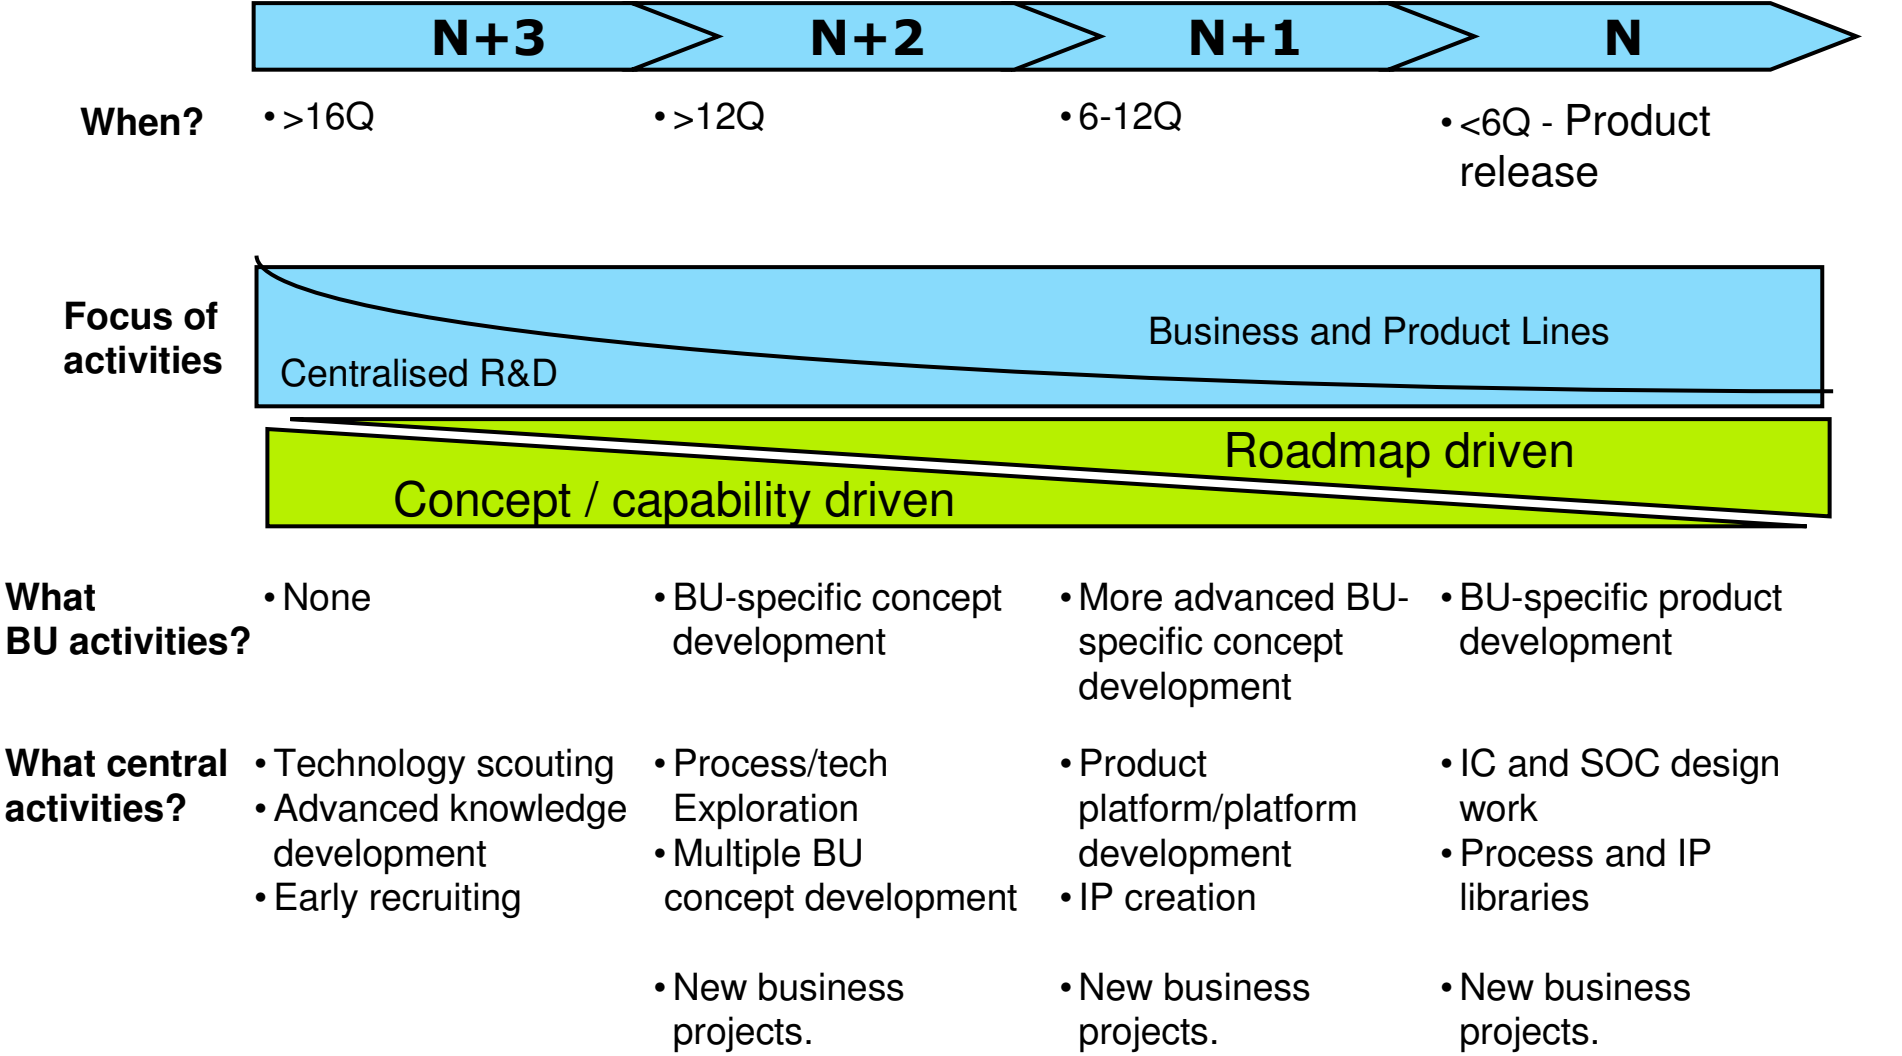 N+3 N+2 N+1 N
When?
• >16Q
• >12Q
• 6-12Q
• <6Q - Product
release
Focus of
activities
Centralised R&D
Business and Product Lines
Roadmap driven
Concept / capability driven
What
BU activities?
• None
• BU-specific concept
development
• More advanced BU-
specific concept
development
• BU-specific product
development
What central
activities?
• Technology scouting
• Advanced knowledge
development
• Early recruiting
• Process/tech
Exploration
• Multiple BU
concept development
• New business
projects.
• Product
platform/platform
development
• IP creation
• New business
projects.
• IC and SOC design
work
• Process and IP
libraries
• New business
projects.